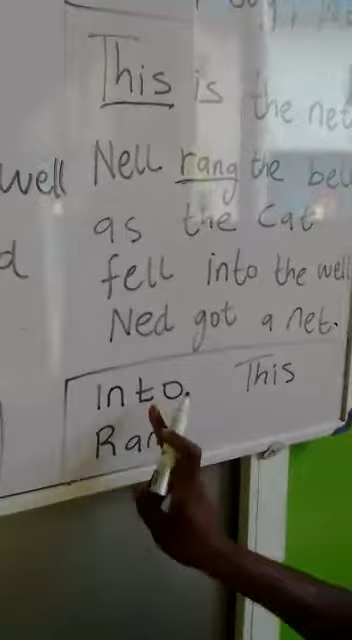 This is the net
well Nell rang the bell
as the cat
d fell into the well
Ned got a net.
Into. This
Ran